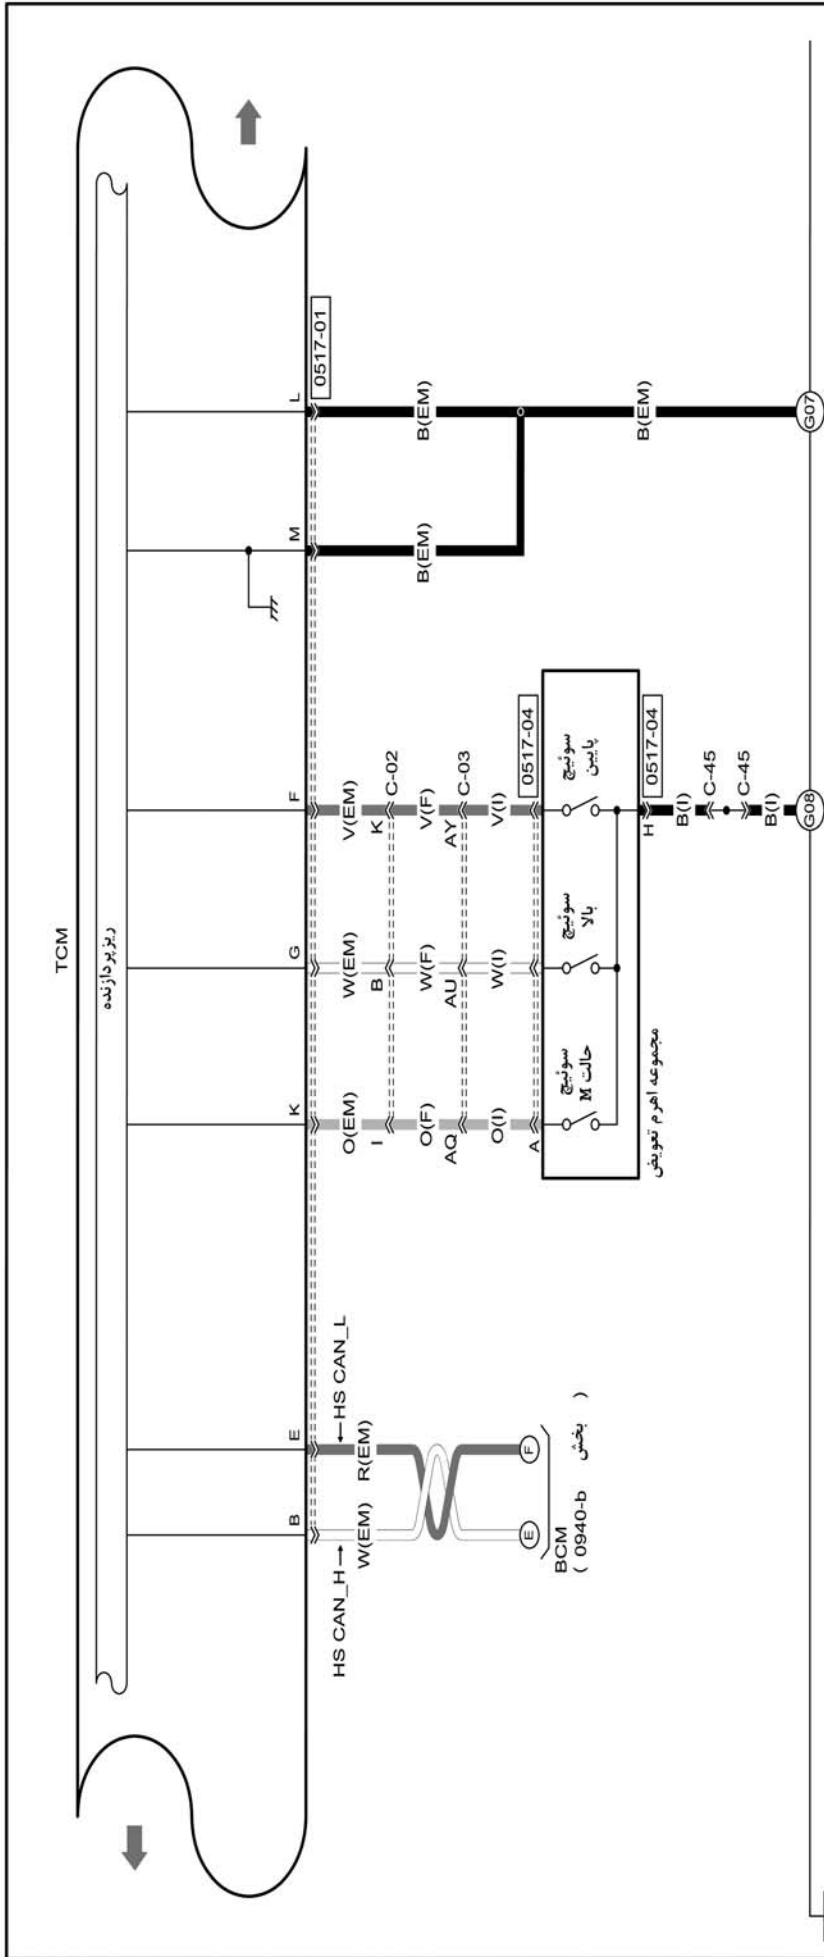 TCM
ریزپردازنده
B
E
K
G
F
M
L
0517-01
HS CAN_H
HS CAN_L
W(EM)
R(EM)
O(EM)
W(EM)
V(EM)
B(EM)
B(EM)
I
B
K
C-02
O(F)
W(F)
V(F)
AQ
AU
AY
C-03
O(I)
W(I)
V(I)
A
0517-04
E
F
BCM
( 0940-b بخش )
سوئیچ
حالت M
سوئیچ
بالا
سوئیچ
پایین
مجموعه اهرم تعویض
H
0517-04
B(I)
C-45
C-45
B(I)
B(EM)
G08
G07